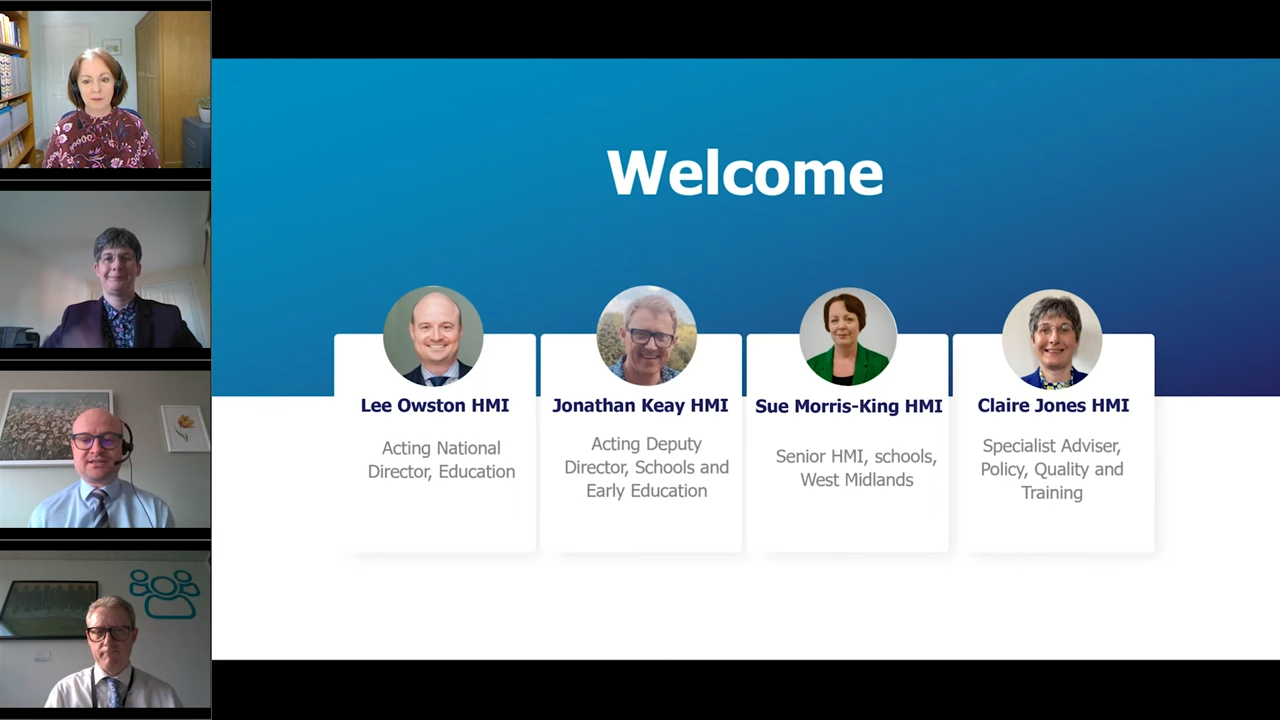 Welcome
Lee Owston HMI
Acting National
Director, Education
Jonathan Keay HMI
Acting Deputy
Director, Schools and
Early Education
Sue Morris-King HMI
Senior HMI, schools,
West Midlands
Claire Jones HMI
Specialist Adviser,
Policy, Quality and
Training